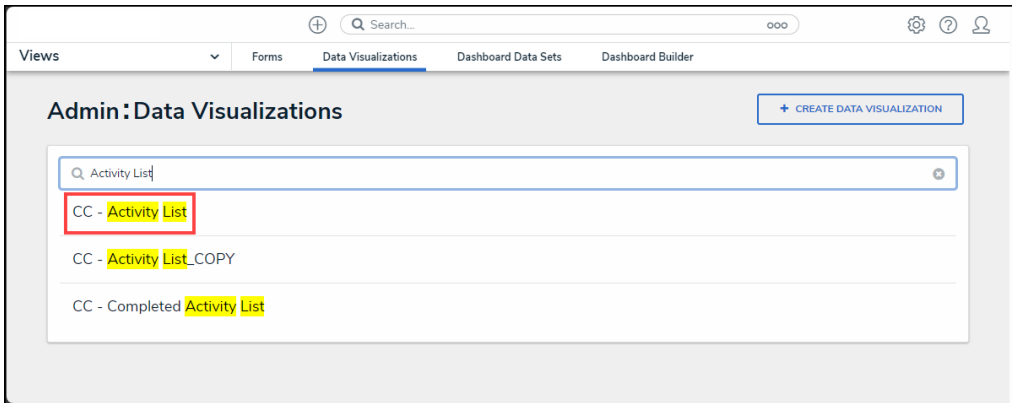 Search...
ooo
Views
Forms
Data Visualizations
Dashboard Data Sets
Dashboard Builder
Admin:Data Visualizations
+ CREATE DATA VISUALIZATION
Activity List
CC - Activity List
CC - Activity List_COPY
CC - Completed Activity List